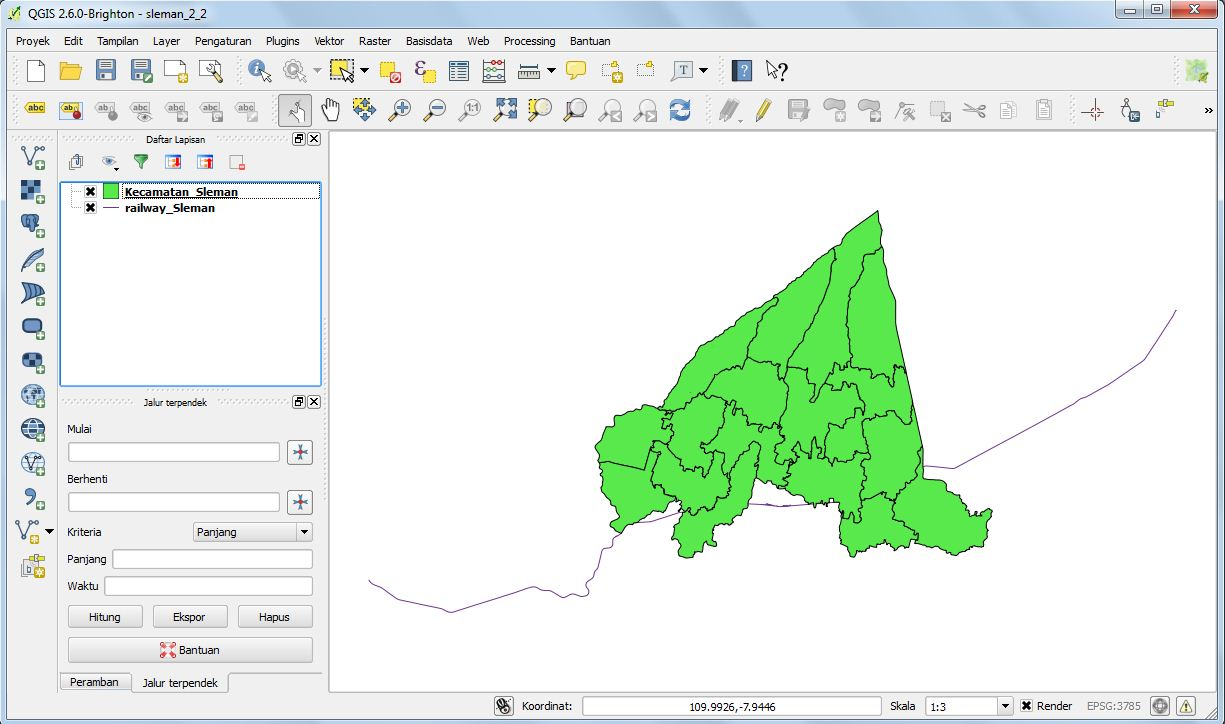 QGIS 2.6.0-Brighton - sleman_2_2
Proyek Edit Tampilan Layer Pengaturan Plugins Vektor Raster Basisdata Web Processing Bantuan
Daftar Lapisan
Kecamatan_Sleman
railway_Sleman
Jalur terpendek
Mulai
Berhenti
Kriteria Panjang
Panjang
Waktu
Hitung Ekspor Hapus
Bantuan
Peramban Jalur terpendek
Koordinat: 109.9926,-7.9446 Skala 1:3 Render EPSG:3785